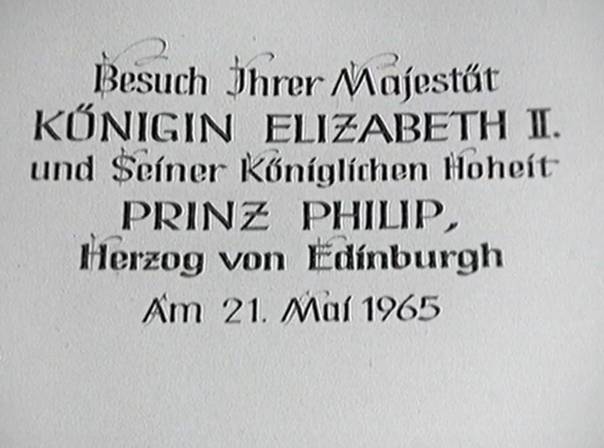 Besuch Ihrer Majestät
KÖNIGIN ELIZABETH II.
und Seiner Königlichen Hoheit
PRINZ PHILIP,
Herzog von Edinburgh
Am 21. Mai 1965